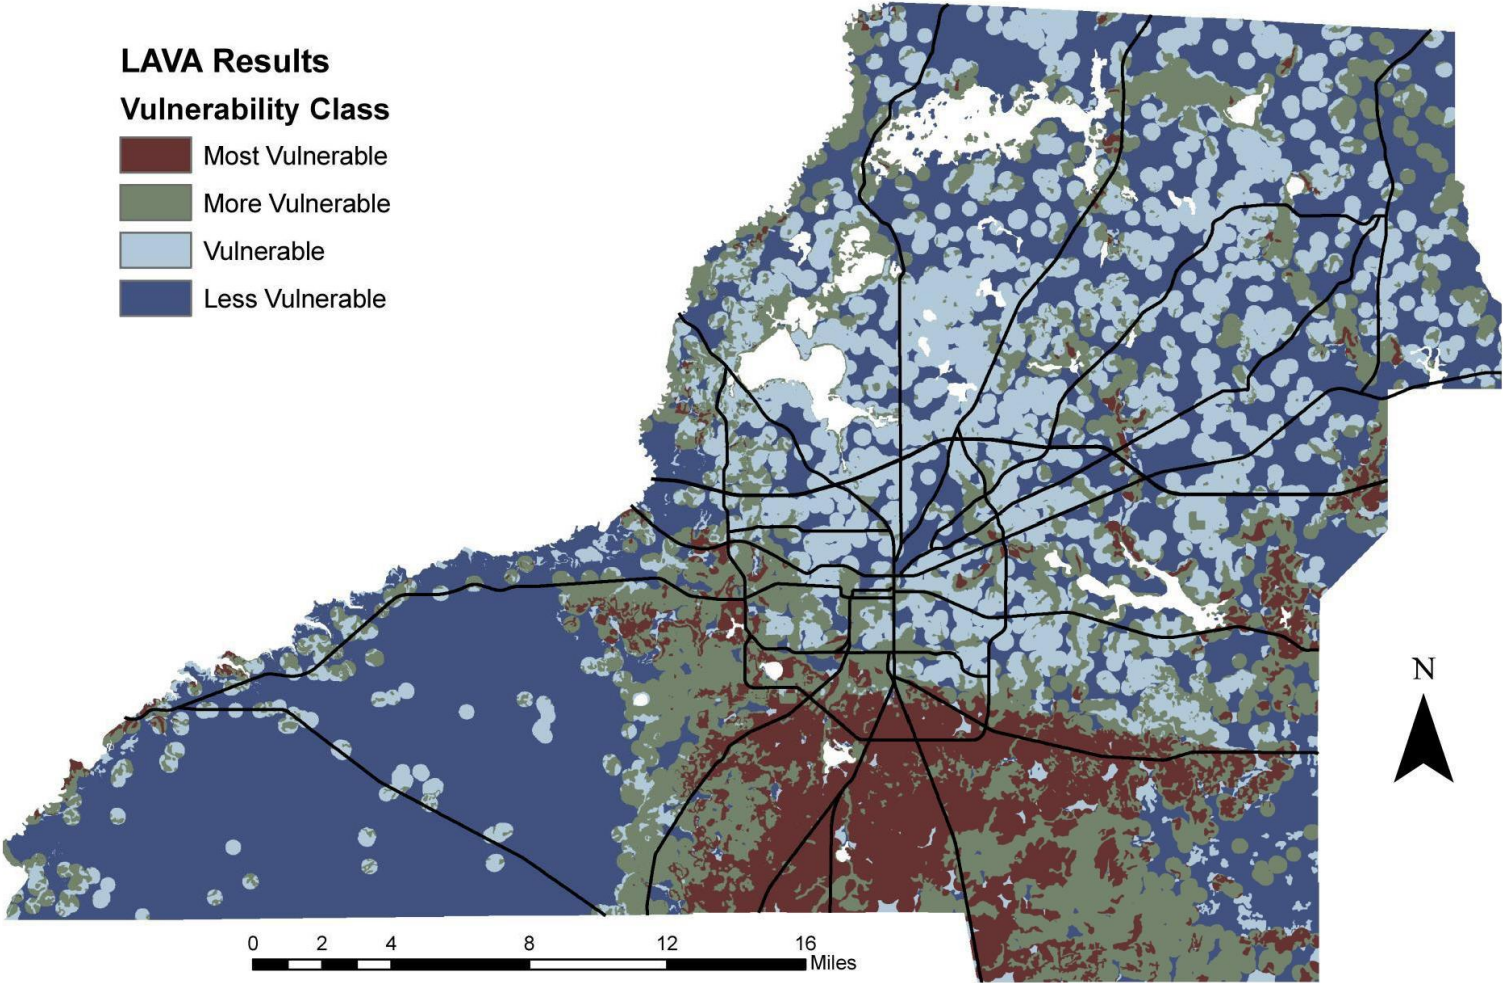 LAVA Results
Vulnerability Class
Most Vulnerable
More Vulnerable
Vulnerable
Less Vulnerable
N
0 2 4 8 12 16
Miles